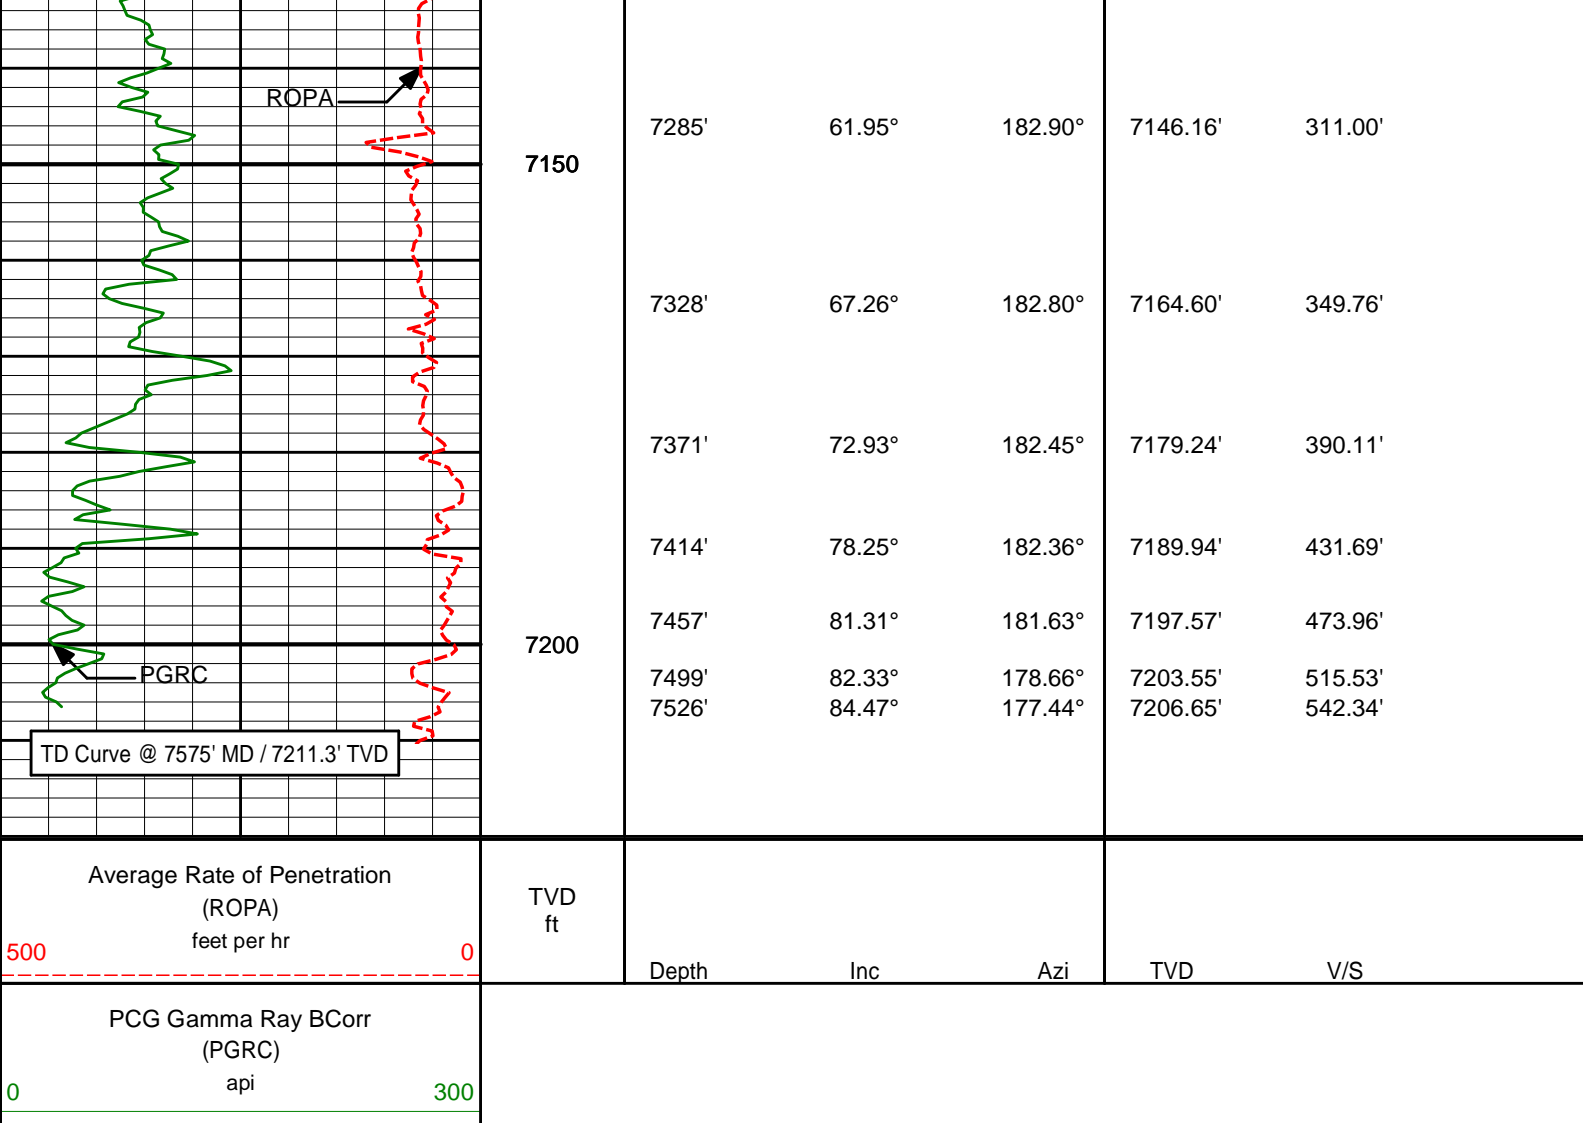 ROPA
7285' 61.95° 182.90° 7146.16' 311.00'
7150
7328' 67.26° 182.80° 7164.60' 349.76'
7371' 72.93° 182.45° 7179.24' 390.11'
7414' 78.25° 182.36° 7189.94' 431.69'
7457' 81.31° 181.63° 7197.57' 473.96'
7200
PGRC
7499' 82.33° 178.66° 7203.55' 515.53'
7526' 84.47° 177.44° 7206.65' 542.34'
TD Curve @ 7575' MD / 7211.3' TVD
Average Rate of Penetration
(ROPA)
feet per hr
500 0
TVD
ft
Depth Inc Azi TVD V/S
PCG Gamma Ray BCorr
(PGRC)
api
0 300